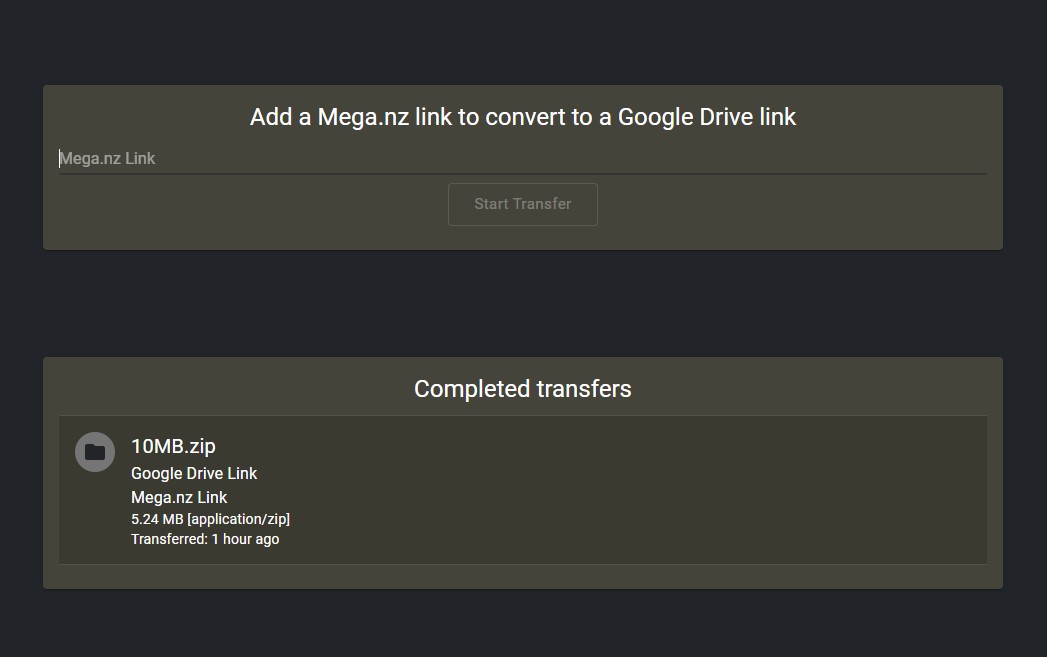 Add a Mega.nz link to convert to a Google Drive link
Mega.nz Link
Start Transfer
Completed transfers
10MB.zip
Google Drive Link
Mega.nz Link
5.24 MB [application/zip]
Transferred: 1 hour ago